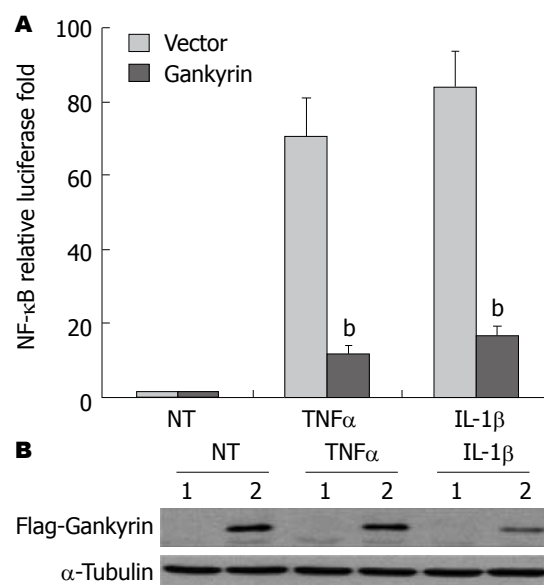 A
100
80
60
40
20
0
NF-κB relative luciferase fold
Vector
Gankyrin
b
b
NT TNFα IL-1β
B
NT TNFα IL-1β
1 2 1 2 1 2
Flag-Gankyrin
α-Tubulin